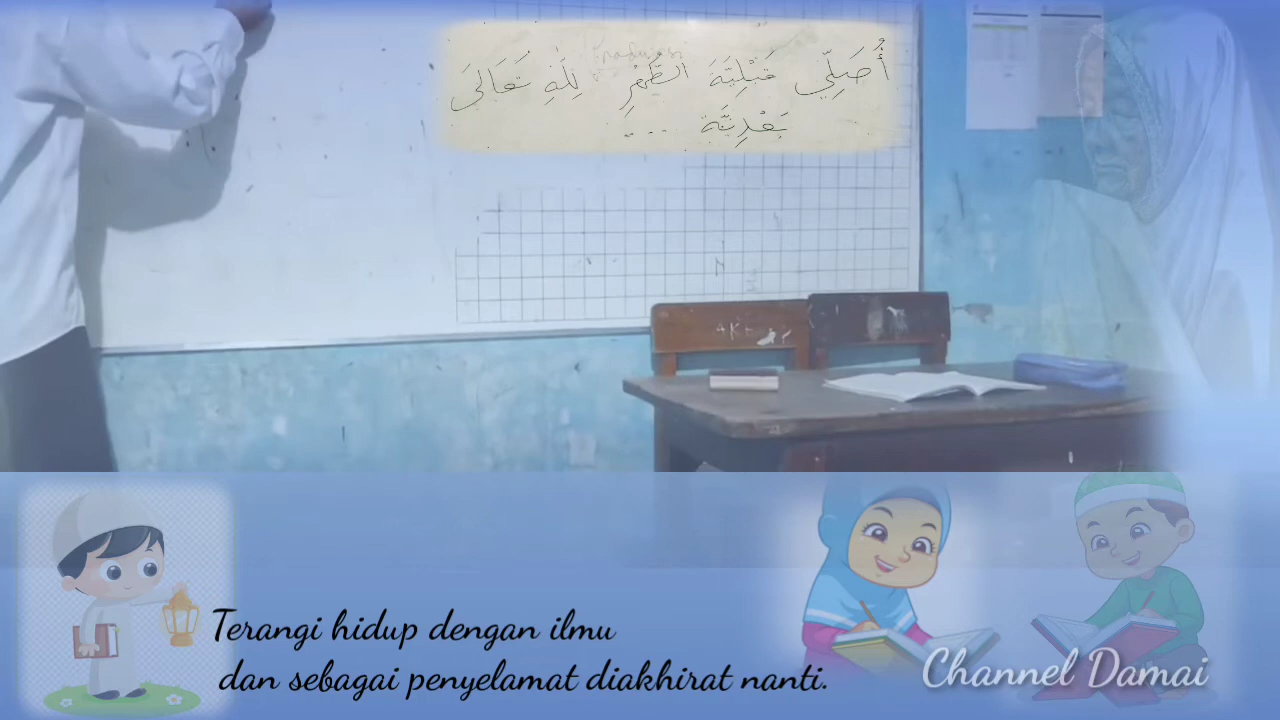 أُصَلِّي قَبْلِيَّةَ الظُّهْرِ لِلَّهِ تَعَالَى
بَعْدِيَّة ...
Terangi hidup dengan ilmu
dan sebagai penyelamat diakhirat nanti.
Channel Damai